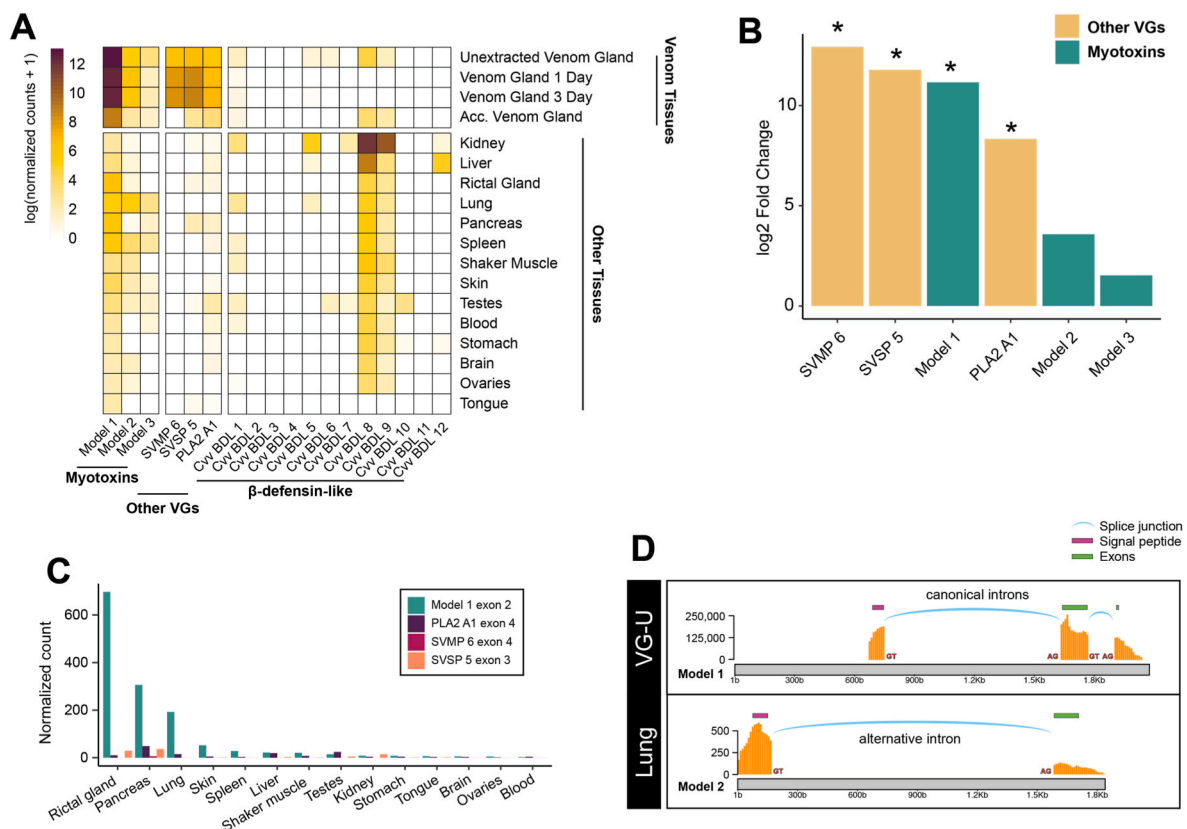 A
log(normalized counts + 1)
12
10
8
6
4
2
0
Unextracted Venom Gland
Venom Gland 1 Day
Venom Gland 3 Day
Acc. Venom Gland
Kidney
Liver
Rictal Gland
Lung
Pancreas
Spleen
Shaker Muscle
Skin
Testes
Blood
Stomach
Brain
Ovaries
Tongue
Venom Tissues
Other Tissues
Model 1
Model 2
Model 3
SVMP 6
SVSP 5
PLA2 A1
Cvv BDL 1
Cvv BDL 2
Cvv BDL 3
Cvv BDL 4
Cvv BDL 5
Cvv BDL 6
Cvv BDL 7
Cvv BDL 8
Cvv BDL 9
Cvv BDL 10
Cvv BDL 11
Cvv BDL 12
Myotoxins
Other VGs
β-defensin-like
B
Other VGs
Myotoxins
log2 Fold Change
10
5
0
*
*
*
*
SVMP 6
SVSP 5
Model 1
PLA2 A1
Model 2
Model 3
C
Normalized count
600
400
200
0
Model 1 exon 2
PLA2 A1 exon 4
SVMP 6 exon 4
SVSP 5 exon 3
Rictal gland
Pancreas
Lung
Skin
Spleen
Liver
Shaker muscle
Testes
Kidney
Stomach
Tongue
Brain
Ovaries
Blood
D
Splice junction
Signal peptide
Exons
VG-U
canonical introns
250,000
125,000
0
GT
AG
GT
AG
Model 1
1b
300b
600b
900b
1.2Kb
1.5Kb
1.8Kb
Lung
alternative intron
500
250
0
GT
AG
Model 2
1b
300b
600b
900b
1.2Kb
1.5Kb
1.8Kb